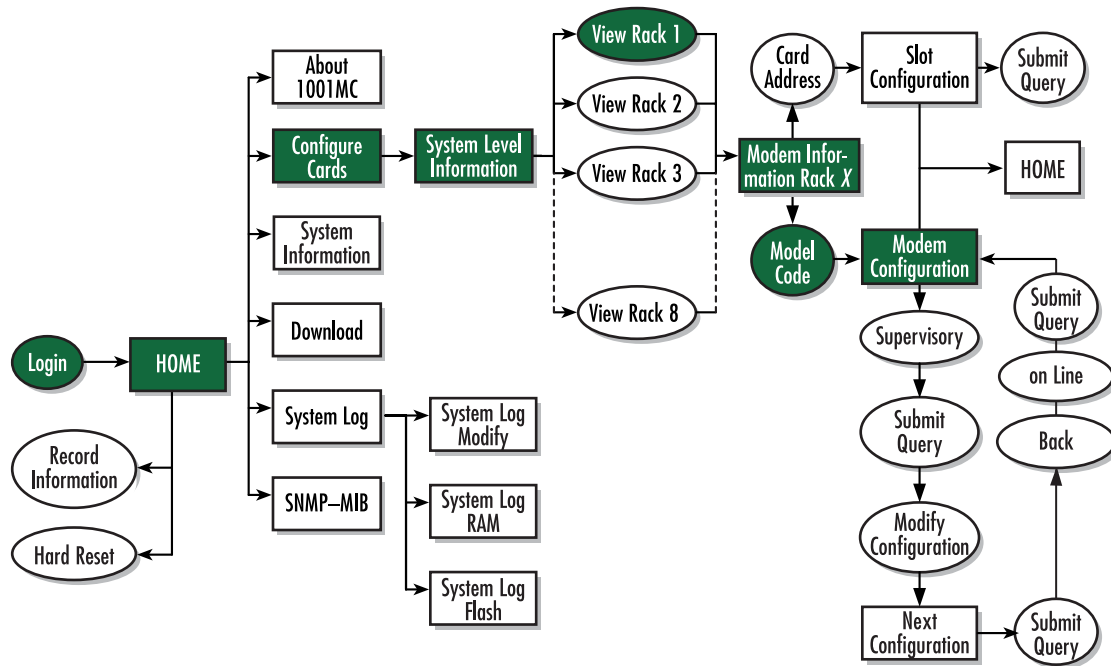 About
1001MC
Configure
Cards
System
Information
Download
System Log
SNMP–MIB
Login
HOME
Record
Information
Hard Reset
System Level
Information
System Log
Modify
System Log
RAM
System Log
Flash
View Rack 1
View Rack 2
View Rack 3
View Rack 8
Card
Address
Modem Infor-
mation Rack X
Model
Code
Slot
Configuration
Submit
Query
HOME
Modem
Configuration
Supervisory
Submit
Query
Modify
Configuration
Next
Configuration
Submit
Query
Back
on Line
Submit
Query